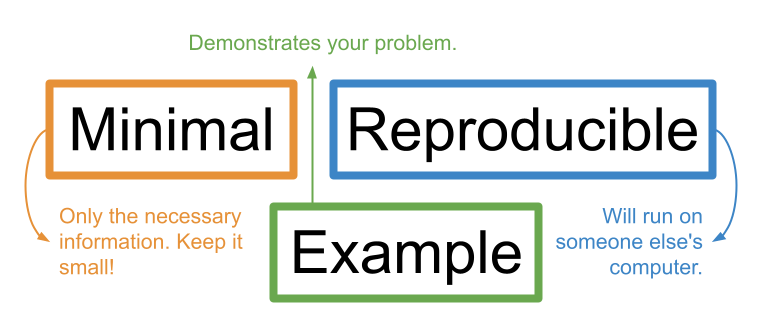 Demonstrates your problem.
Minimal
Reproducible
Only the necessary
information. Keep it
small!
Example
Will run on
someone else's
computer.